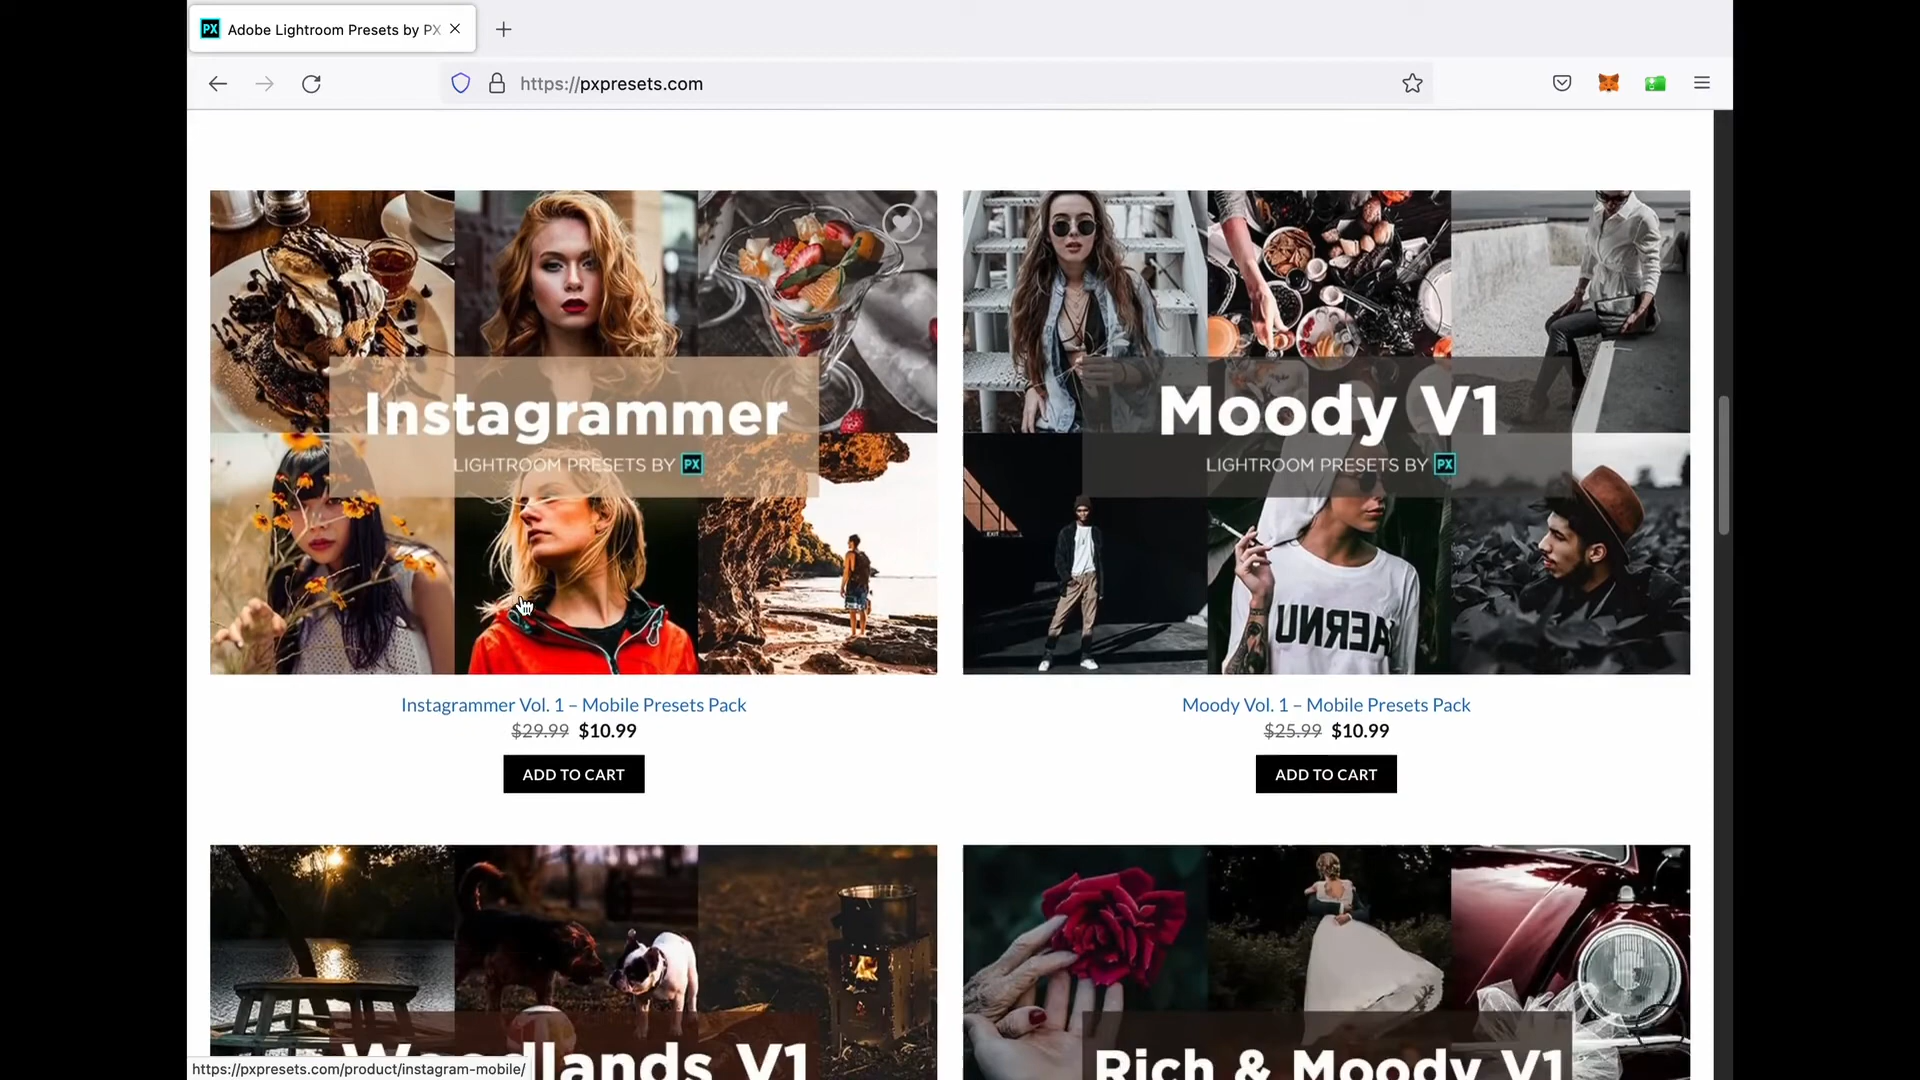 PX Adobe Lightroom Presets by PX
https://pxpresets.com
Instagrammer
LIGHTROOM PRESETS BY PX
Moody V1
LIGHTROOM PRESETS BY PX
EXIT
AERNU
Instagrammer Vol. 1 – Mobile Presets Pack
$29.99 $10.99
ADD TO CART
Moody Vol. 1 – Mobile Presets Pack
$25.99 $10.99
ADD TO CART
Woodlands V1
Rich & Moody V1
https://pxpresets.com/product/instagram-mobile/